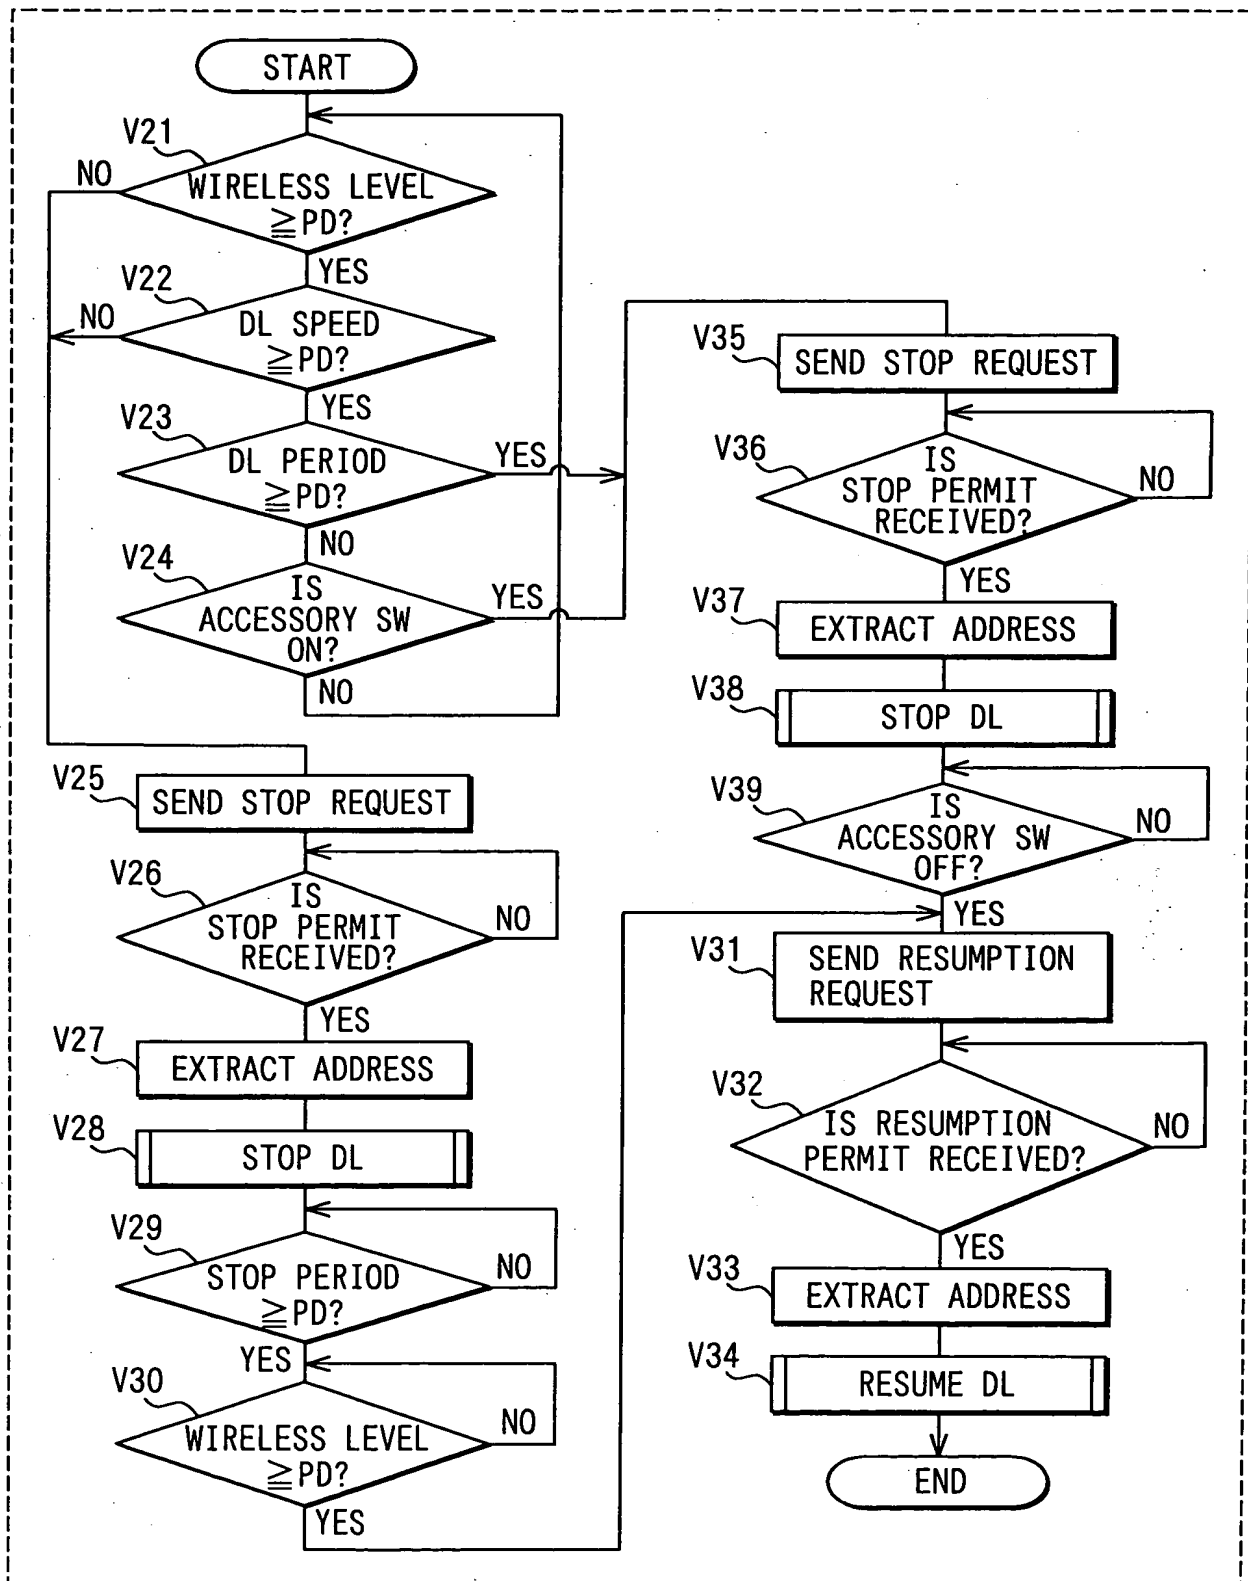 START
V21
NO
WIRELESS LEVEL
≧PD?
YES
V22
NO
DL SPEED
≧PD?
YES
V23
DL PERIOD
≧PD?
YES
NO
V24
IS
ACCESSORY SW
ON?
YES
NO
V25
SEND STOP REQUEST
V26
IS
STOP PERMIT
RECEIVED?
NO
YES
V27
EXTRACT ADDRESS
V28
STOP DL
V29
STOP PERIOD
≧PD?
NO
YES
V30
WIRELESS LEVEL
≧PD?
NO
YES
V35
SEND STOP REQUEST
V36
IS
STOP PERMIT
RECEIVED?
NO
YES
V37
EXTRACT ADDRESS
V38
STOP DL
V39
IS
ACCESSORY SW
OFF?
NO
YES
V31
SEND RESUMPTION
REQUEST
V32
IS RESUMPTION
PERMIT RECEIVED?
NO
YES
V33
EXTRACT ADDRESS
V34
RESUME DL
END